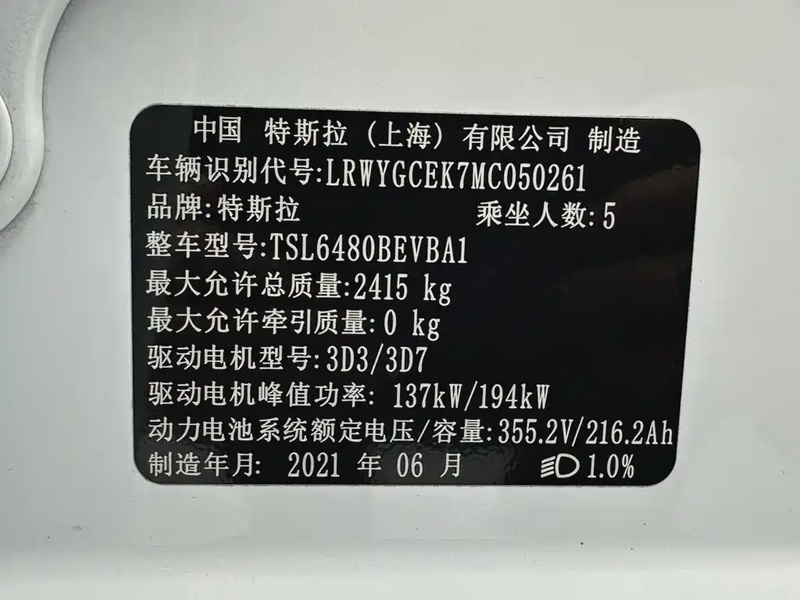 中国 特斯拉 (上海) 有限公司 制造
车辆识别代号:LRWYGCEK7MC050261
品牌:特斯拉 乘坐人数:5
整车型号:TSL6480BEVBA1
最大允许总质量:2415 kg
最大允许牵引质量: 0 kg
驱动电机型号:3D3/3D7
驱动电机峰值功率: 137kW/194kW
动力电池系统额定电压/容量:355.2V/216.2Ah
制造年月: 2021 年 06 月 1.0%